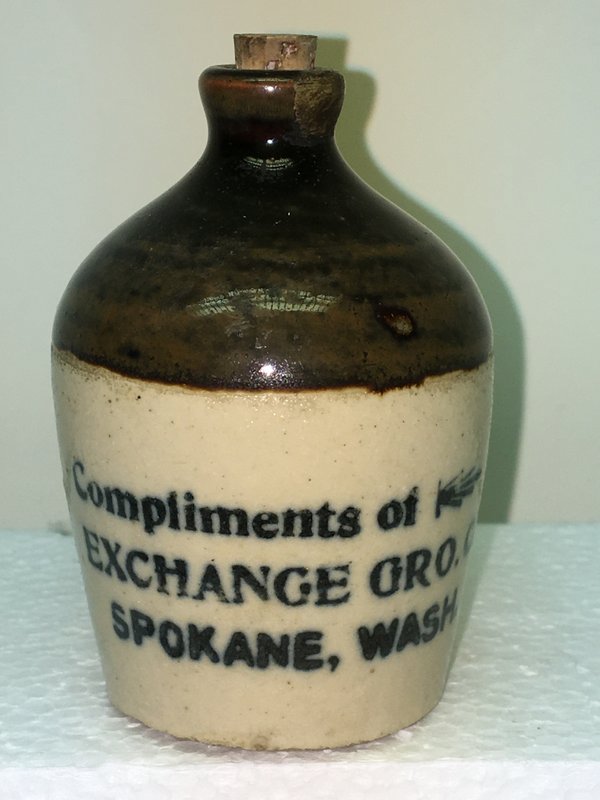 Compliments of
EXCHANGE GRO. C
SPOKANE, WASH.